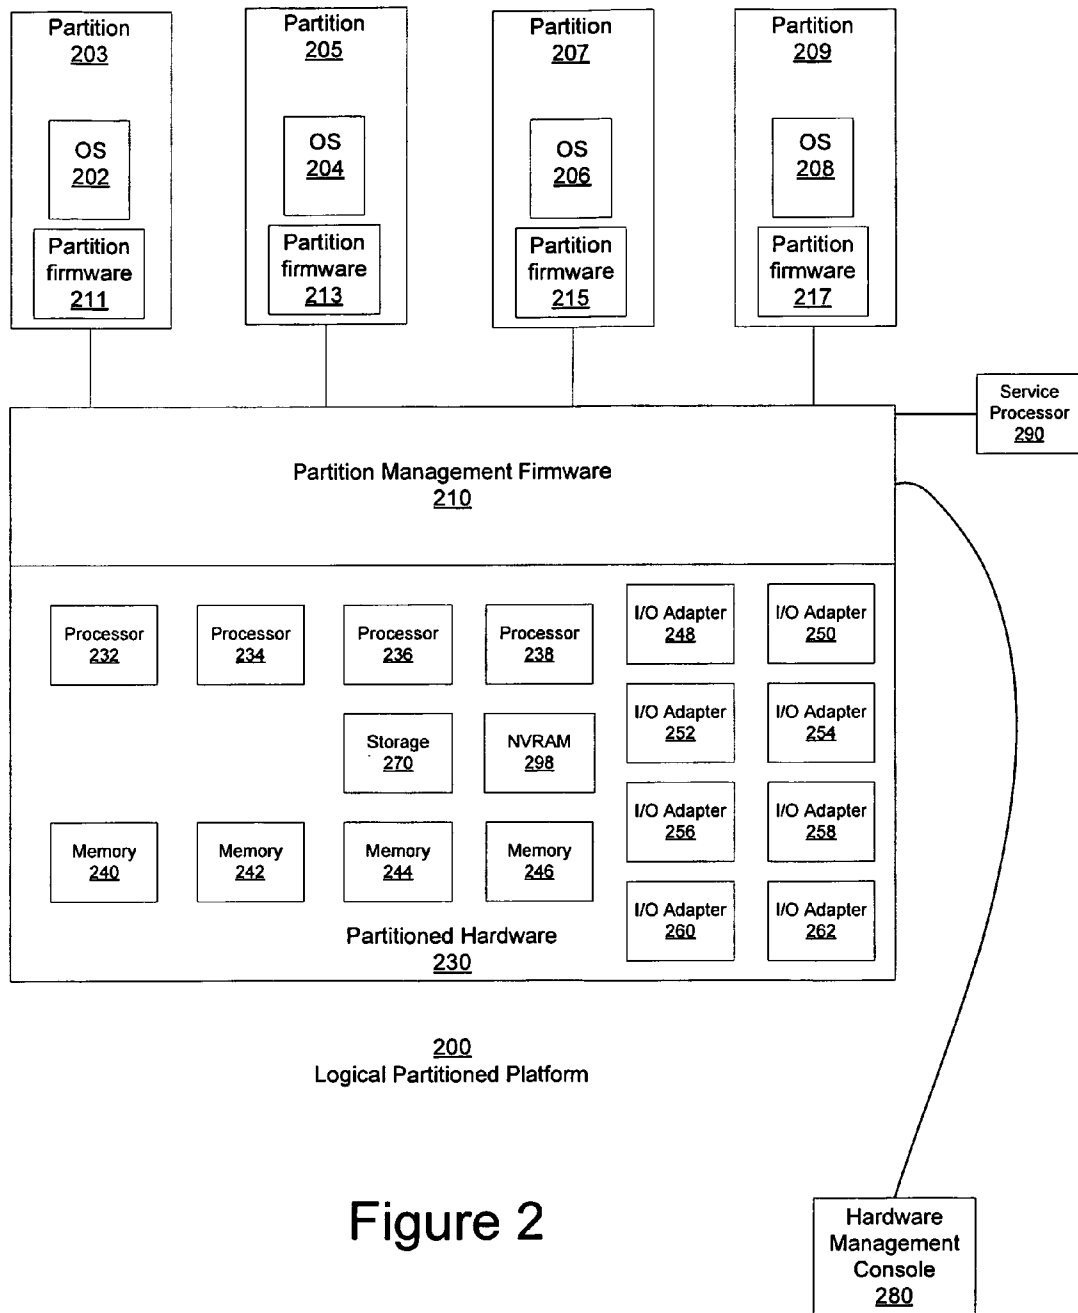 Partition
203
OS
202
Partition
firmware
211
Partition
205
OS
204
Partition
firmware
213
Partition
207
OS
206
Partition
firmware
215
Partition
209
OS
208
Partition
firmware
217
Service
Processor
290
Partition Management Firmware
210
Processor
232
Processor
234
Processor
236
Processor
238
I/O Adapter
248
I/O Adapter
250
Storage
270
NVRAM
298
I/O Adapter
252
I/O Adapter
254
Memory
240
Memory
242
Memory
244
Memory
246
I/O Adapter
256
I/O Adapter
258
I/O Adapter
260
I/O Adapter
262
Partitioned Hardware
230
200
Logical Partitioned Platform
Figure 2
Hardware
Management
Console
280